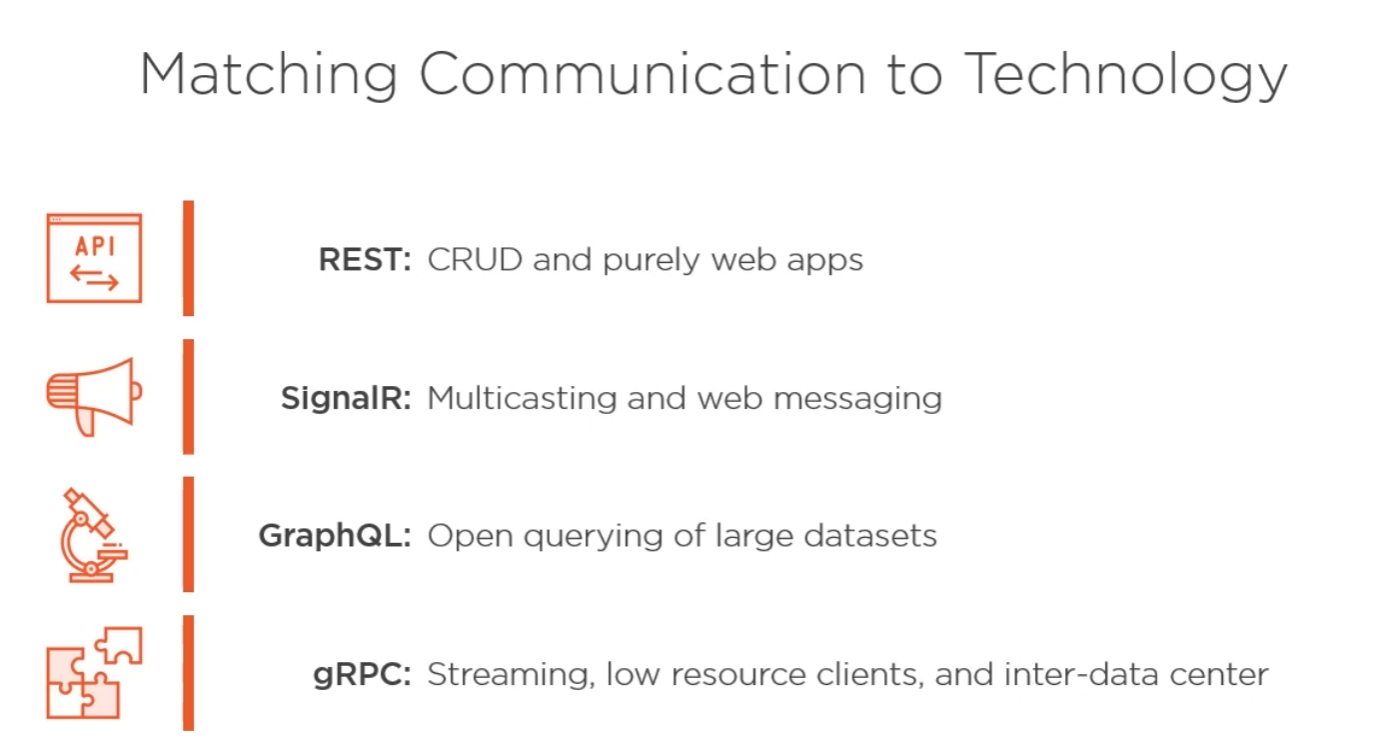 Matching Communication to Technology
API
REST: CRUD and purely web apps
SignalR: Multicasting and web messaging
GraphQL: Open querying of large datasets
gRPC: Streaming, low resource clients, and inter-data center